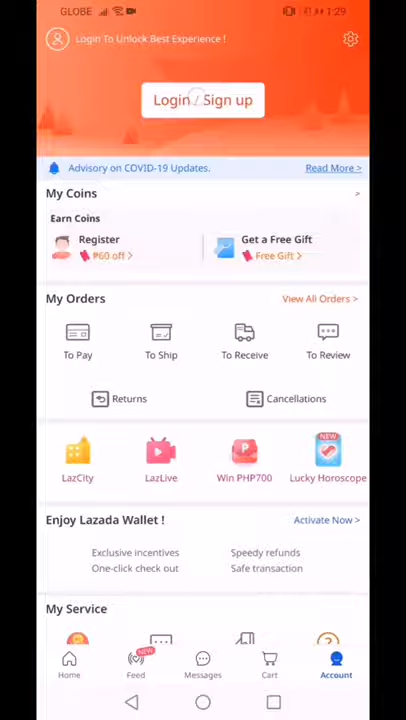 GLOBE 1:29
Login To Unlock Best Experience !
Login / Sign up
Advisory on COVID-19 Updates. Read More >
My Coins >
Earn Coins
Register Get a Free Gift
₱60 off > Free Gift >
My Orders View All Orders >
To Pay To Ship To Receive To Review
Returns Cancellations
NEW
LazCity LazLive Win PHP700 Lucky Horoscope
Enjoy Lazada Wallet ! Activate Now >
Exclusive incentives Speedy refunds
One-click check out Safe transaction
My Service
NEW
Home Feed Messages Cart Account